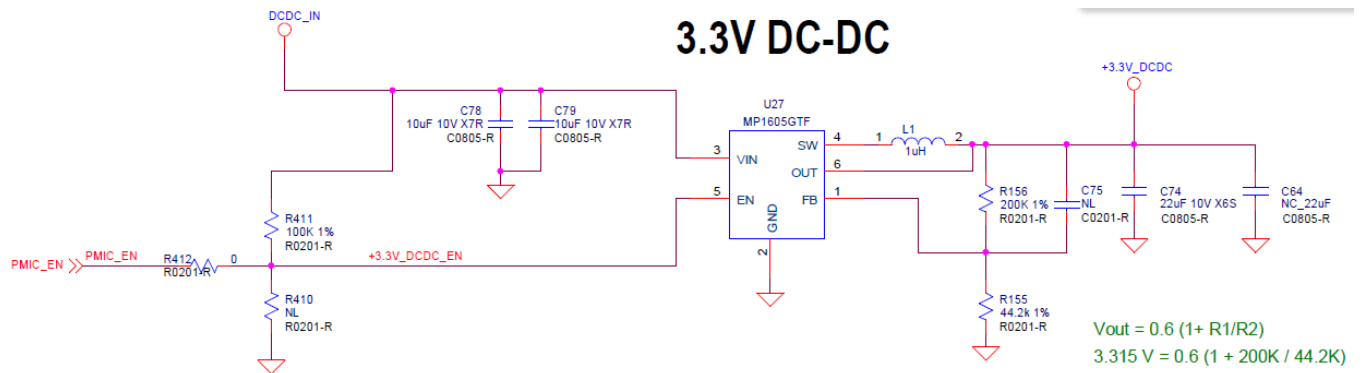 DCDC_IN
3.3V DC-DC
+3.3V_DCDC
C78
10uF 10V X7R
C0805-R
C79
10uF 10V X7R
C0805-R
U27
MP1605GTF
3
VIN
5
EN
GND
2
SW
4
OUT
6
FB
1
1
L1
2
1uH
R156
200K 1%
R0201-R
C75
NL
C0201-R
C74
22uF 10V X6S
C0805-R
C64
NC_22uF
C0805-R
R411
100K 1%
R0201-R
PMIC_EN
PMIC_EN
R412
0
R0201-R
+3.3V_DCDC_EN
R410
NL
R0201-R
R155
44.2k 1%
R0201-R
Vout = 0.6 (1+ R1/R2)
3.315 V = 0.6 (1 + 200K / 44.2K)